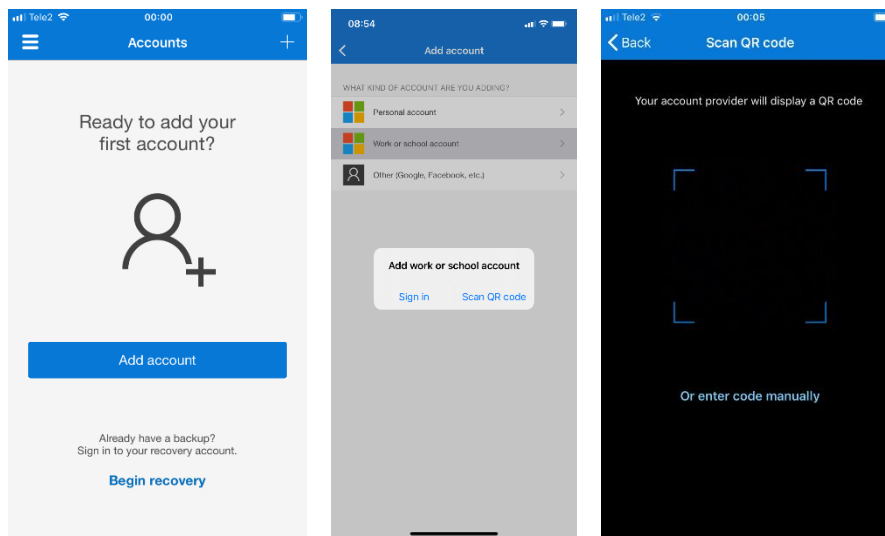 Tele2 00:00
Accounts
Ready to add your
first account?
Add account
Already have a backup?
Sign in to your recovery account.
Begin recovery
08:54
Add account
WHAT KIND OF ACCOUNT ARE YOU ADDING?
Personal account
Work or school account
Other (Google, Facebook, etc.)
Add work or school account
Sign in Scan QR code
Tele2 00:05
Back Scan QR code
Your account provider will display a QR code
Or enter code manually